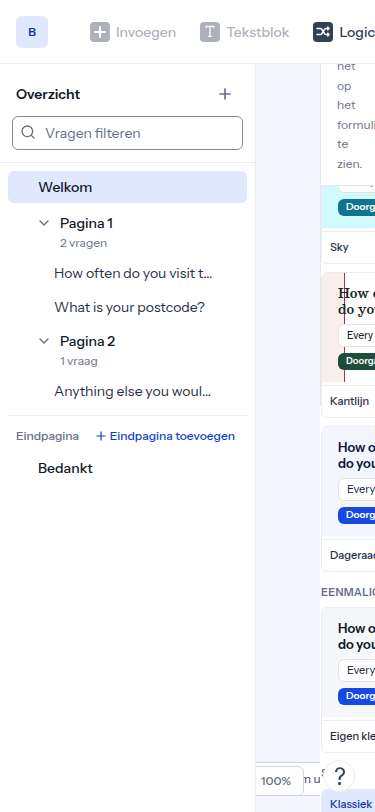 B
Invoegen
Tekstblok
Logic
Overzicht
Vragen filteren
Welkom
Pagina 1
2 vragen
How often do you visit t...
What is your postcode?
Pagina 2
1 vraag
Anything else you woul...
Eindpagina
Eindpagina toevoegen
Bedankt
100%
het
op
het
formuli
te
zien.
Doorg
Sky
How o
do you
Every
Doorga
Kantlijn
How o
do you
Every
Doorg
Dageraad
EENMALIG
How o
do you
Every
Doorg
Eigen kle
?
Klassiek